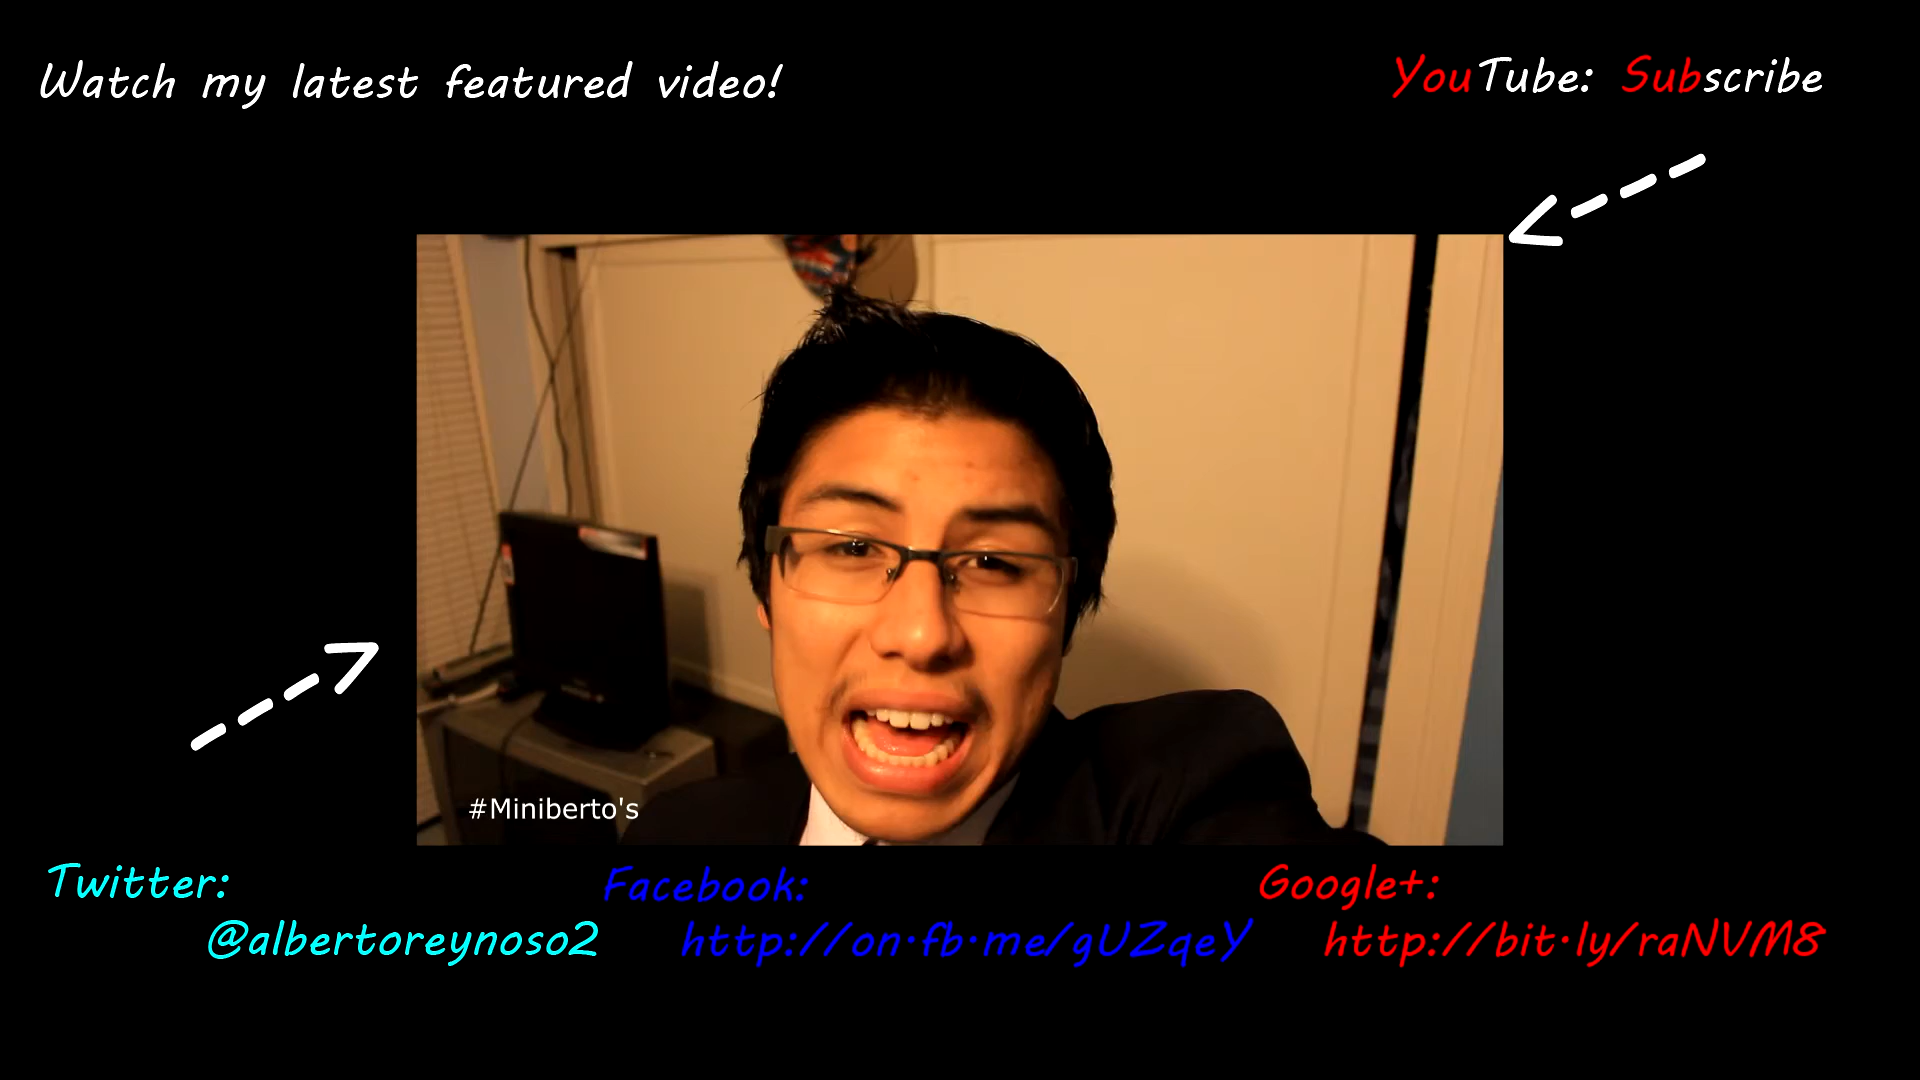 Watch my latest featured video!
YouTube: Subscribe
#Miniberto's
Twitter:
@albertoreynoso2
Facebook:
http://on.fb.me/gUZqeY
Google+:
http://bit.ly/raNVM8